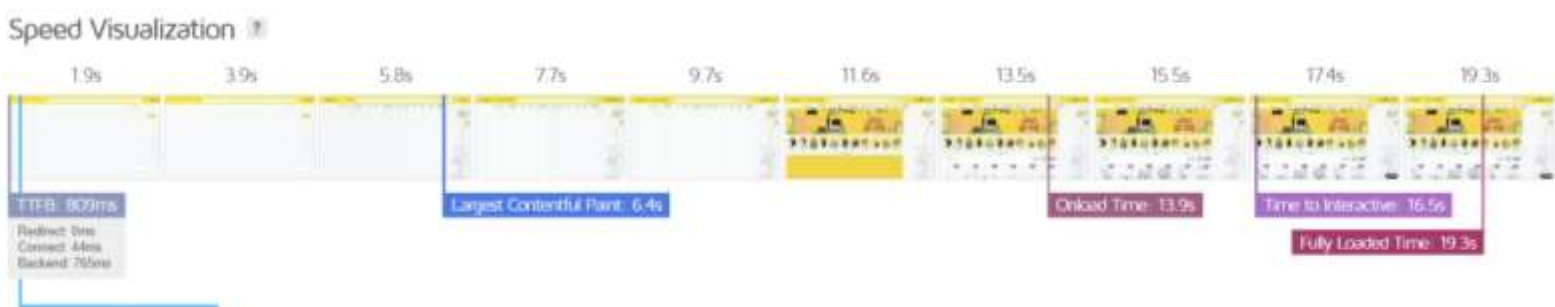 Speed Visualization ?
1.9s 3.9s 5.8s 7.7s 9.7s 11.6s 13.5s 15.5s 17.4s 19.3s
TTFB: 809ms
Largest Contentful Paint: 6.4s
Onload Time: 13.9s
Time to Interactive: 16.5s
Redirect: 0ms
Fully Loaded Time: 19.3s
Connect: 44ms
Backend: 765ms